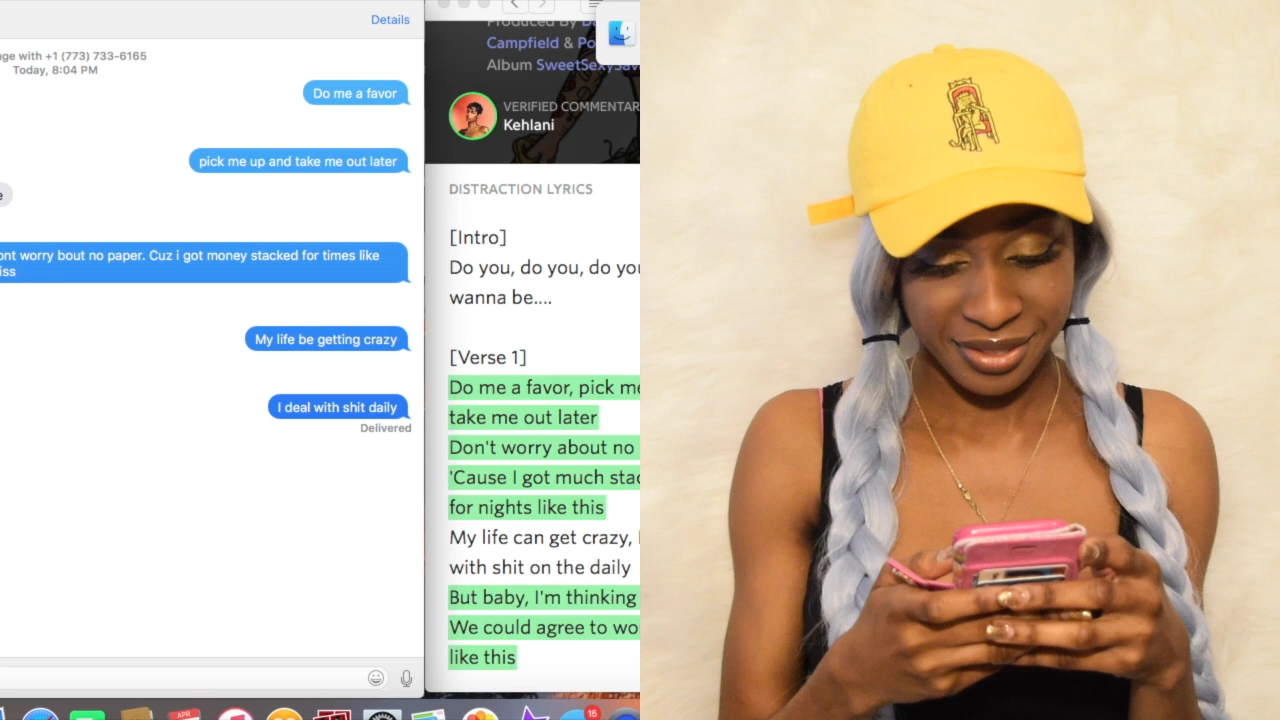 Details
ge with +1 (773) 733-6165
Today, 8:04 PM
Do me a favor
pick me up and take me out later
e
ont worry bout no paper. Cuz i got money stacked for times like
iss
My life be getting crazy
I deal with shit daily
Delivered
APR
Produced By
Campfield & Po
Album SweetSexySav
VERIFIED COMMENTAR
Kehlani
DISTRACTION LYRICS
[Intro]
Do you, do you, do you
wanna be....
[Verse 1]
Do me a favor, pick me
take me out later
Don't worry about no
'Cause I got much stac
for nights like this
My life can get crazy, I
with shit on the daily
But baby, I'm thinking
We could agree to wo
like this
16